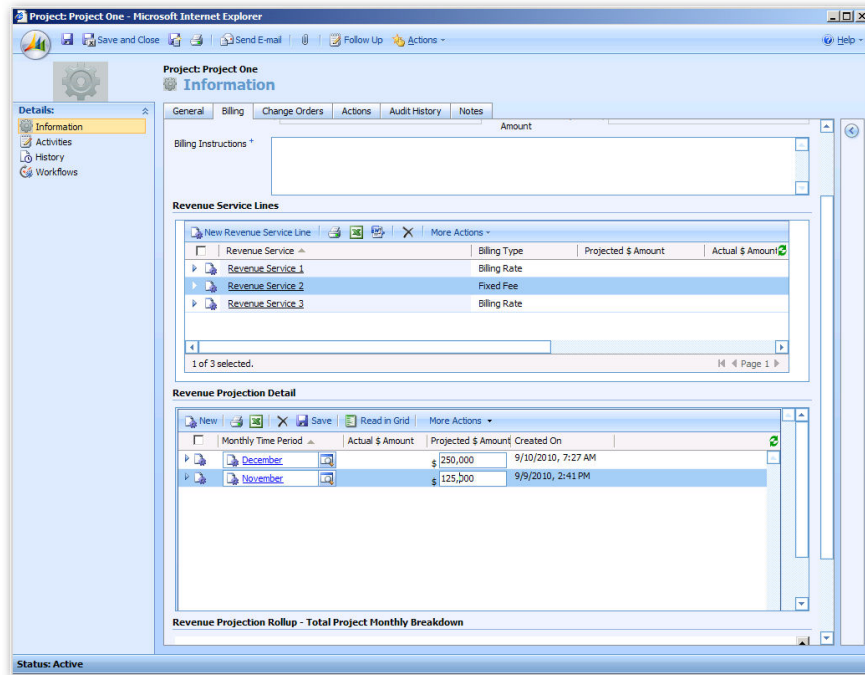 Project: Project One - Microsoft Internet Explorer
Save and Close Send E-mail Follow Up Actions Help
Project: Project One
Information
Details:
Information
Activities
History
Workflows
General Billing Change Orders Actions Audit History Notes
Amount
Billing Instructions +
Revenue Service Lines
New Revenue Service Line More Actions
Revenue Service Billing Type Projected $ Amount Actual $ Amount
Revenue Service 1 Billing Rate
Revenue Service 2 Fixed Fee
Revenue Service 3 Billing Rate
1 of 3 selected. Page 1
Revenue Projection Detail
New Save Read in Grid More Actions
Monthly Time Period Actual $ Amount Projected $ Amount Created On
December $ 250,000 9/10/2010, 7:27 AM
November $ 125,000 9/9/2010, 2:41 PM
Revenue Projection Rollup - Total Project Monthly Breakdown
Status: Active